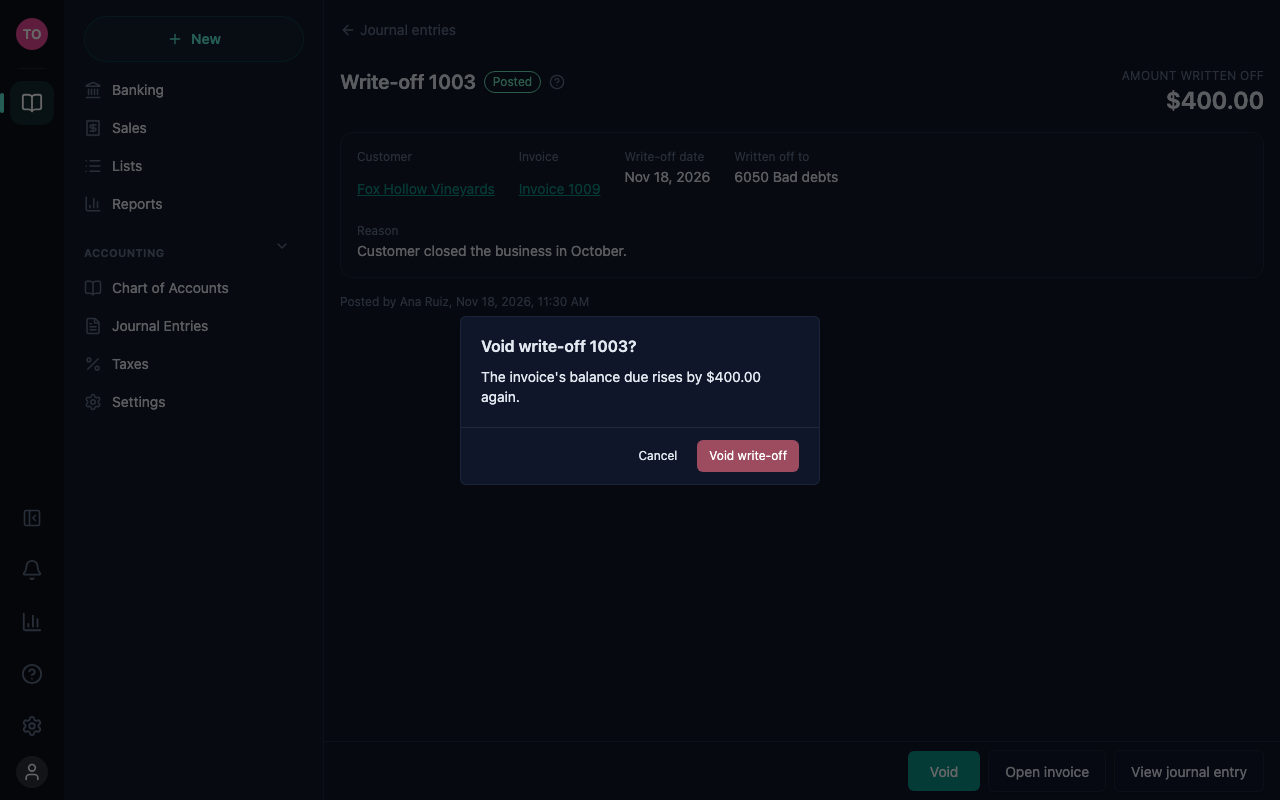 TO
New
Banking
Sales
Lists
Reports
ACCOUNTING
Chart of Accounts
Journal Entries
Taxes
Settings
Journal entries
Write-off 1003
Posted
AMOUNT WRITTEN OFF
$400.00
Customer
Invoice
Write-off date
Written off to
Fox Hollow Vineyards
Invoice 1009
Nov 18, 2026
6050 Bad debts
Reason
Customer closed the business in October.
Posted by Ana Ruiz, Nov 18, 2026, 11:30 AM
Void write-off 1003?
The invoice's balance due rises by $400.00
again.
Cancel
Void write-off
Void
Open invoice
View journal entry